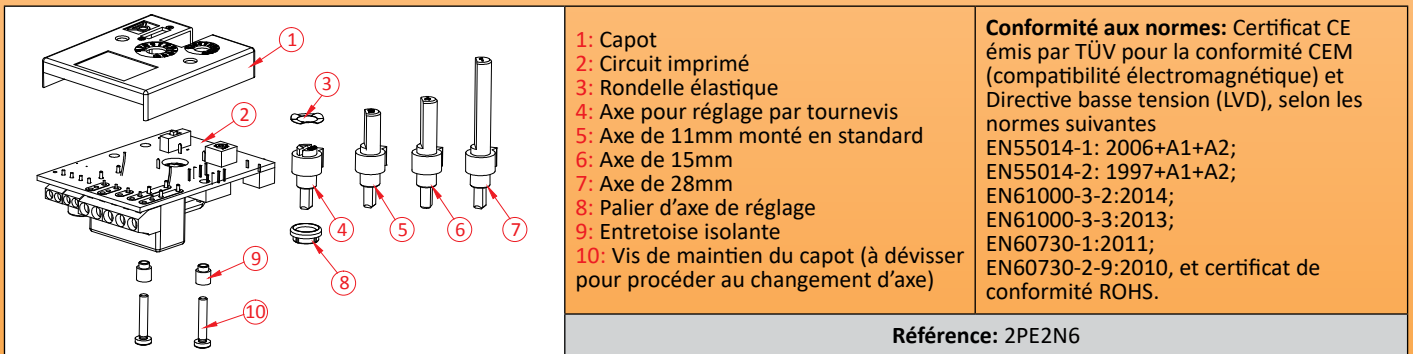 1
2
3
4
5
6
7
8
9
10
1: Capot
2: Circuit imprimé
3: Rondelle élastique
4: Axe pour réglage par tournevis
5: Axe de 11mm monté en standard
6: Axe de 15mm
7: Axe de 28mm
8: Palier d'axe de réglage
9: Entretoise isolante
10: Vis de maintien du capot (à dévisser
pour procéder au changement d'axe)
Conformité aux normes: Certificat CE
émis par TÜV pour la conformité CEM
(compatibilité électromagnétique) et
Directive basse tension (LVD), selon les
normes suivantes
EN55014-1: 2006+A1+A2;
EN55014-2: 1997+A1+A2;
EN61000-3-2:2014;
EN61000-3-3:2013;
EN60730-1:2011;
EN60730-2-9:2010, et certificat de
conformité ROHS.
Référence: 2PE2N6